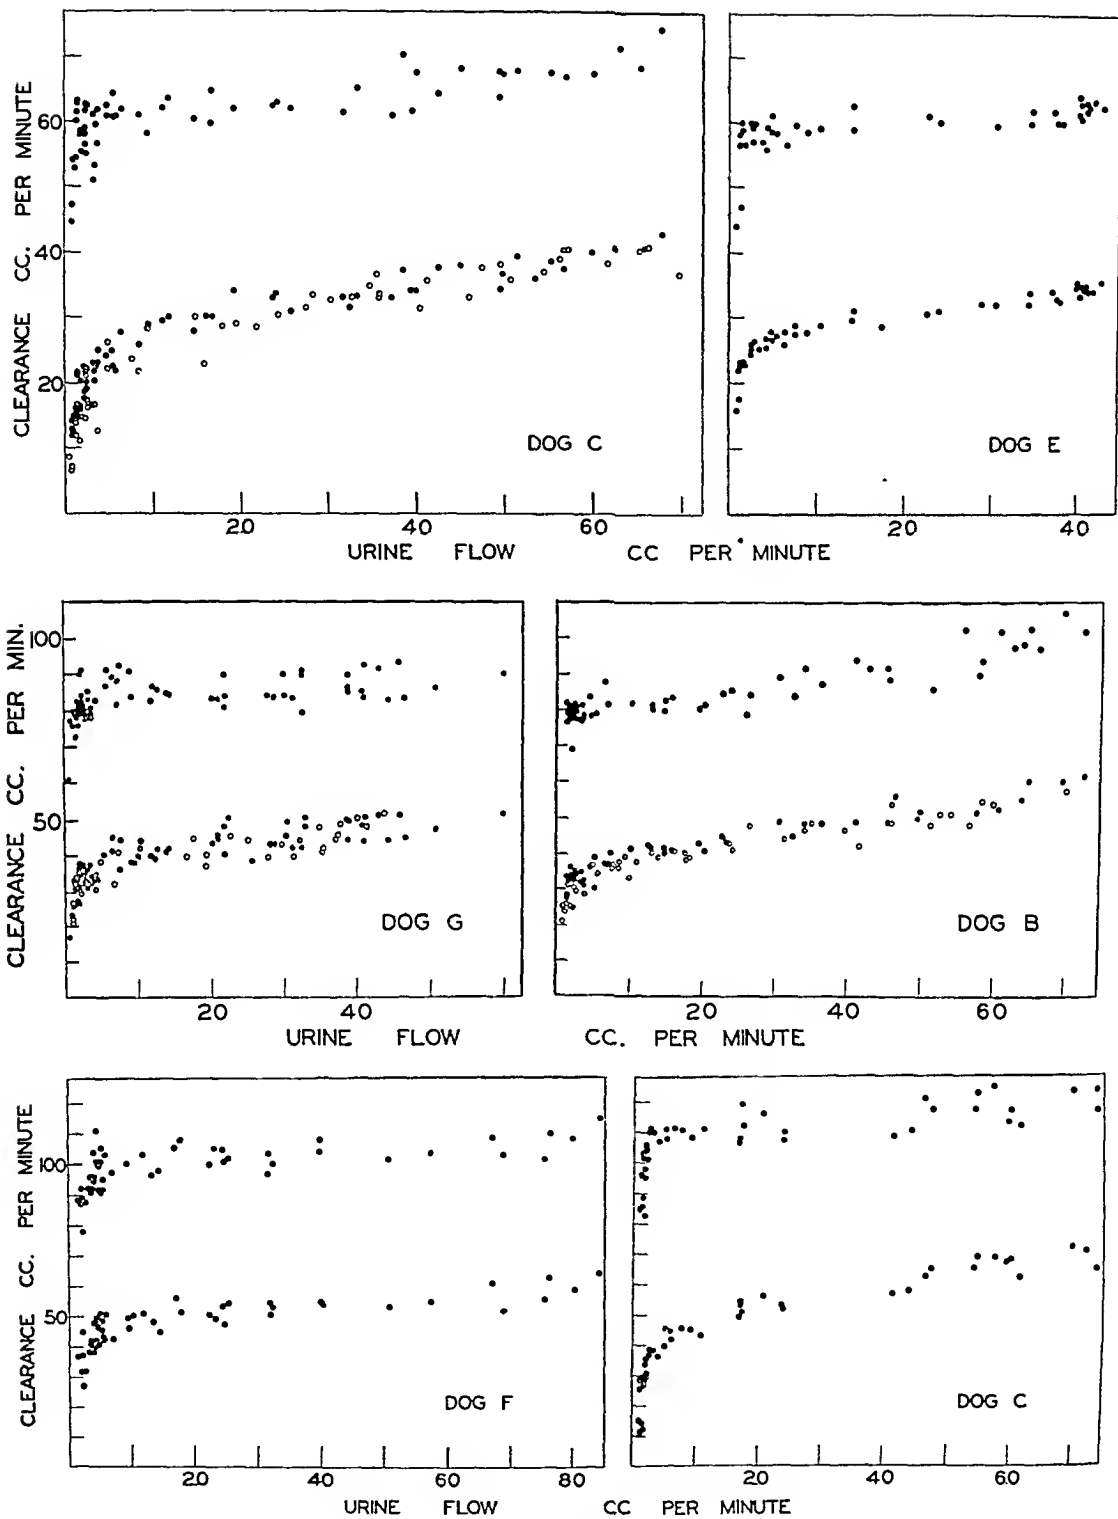 CLEARANCE CC. PER MINUTE
60
40
20
DOG C
DOG E
20 40 60 20 40
URINE FLOW CC PER MINUTE
CLEARANCE CC. PER MIN.
100
50
DOG G
DOG B
20 40 20 40 60
URINE FLOW CC. PER MINUTE
CLEARANCE CC. PER MINUTE
100
50
DOG F
DOG C
20 40 60 80 20 40 60
URINE FLOW CC PER MINUTE